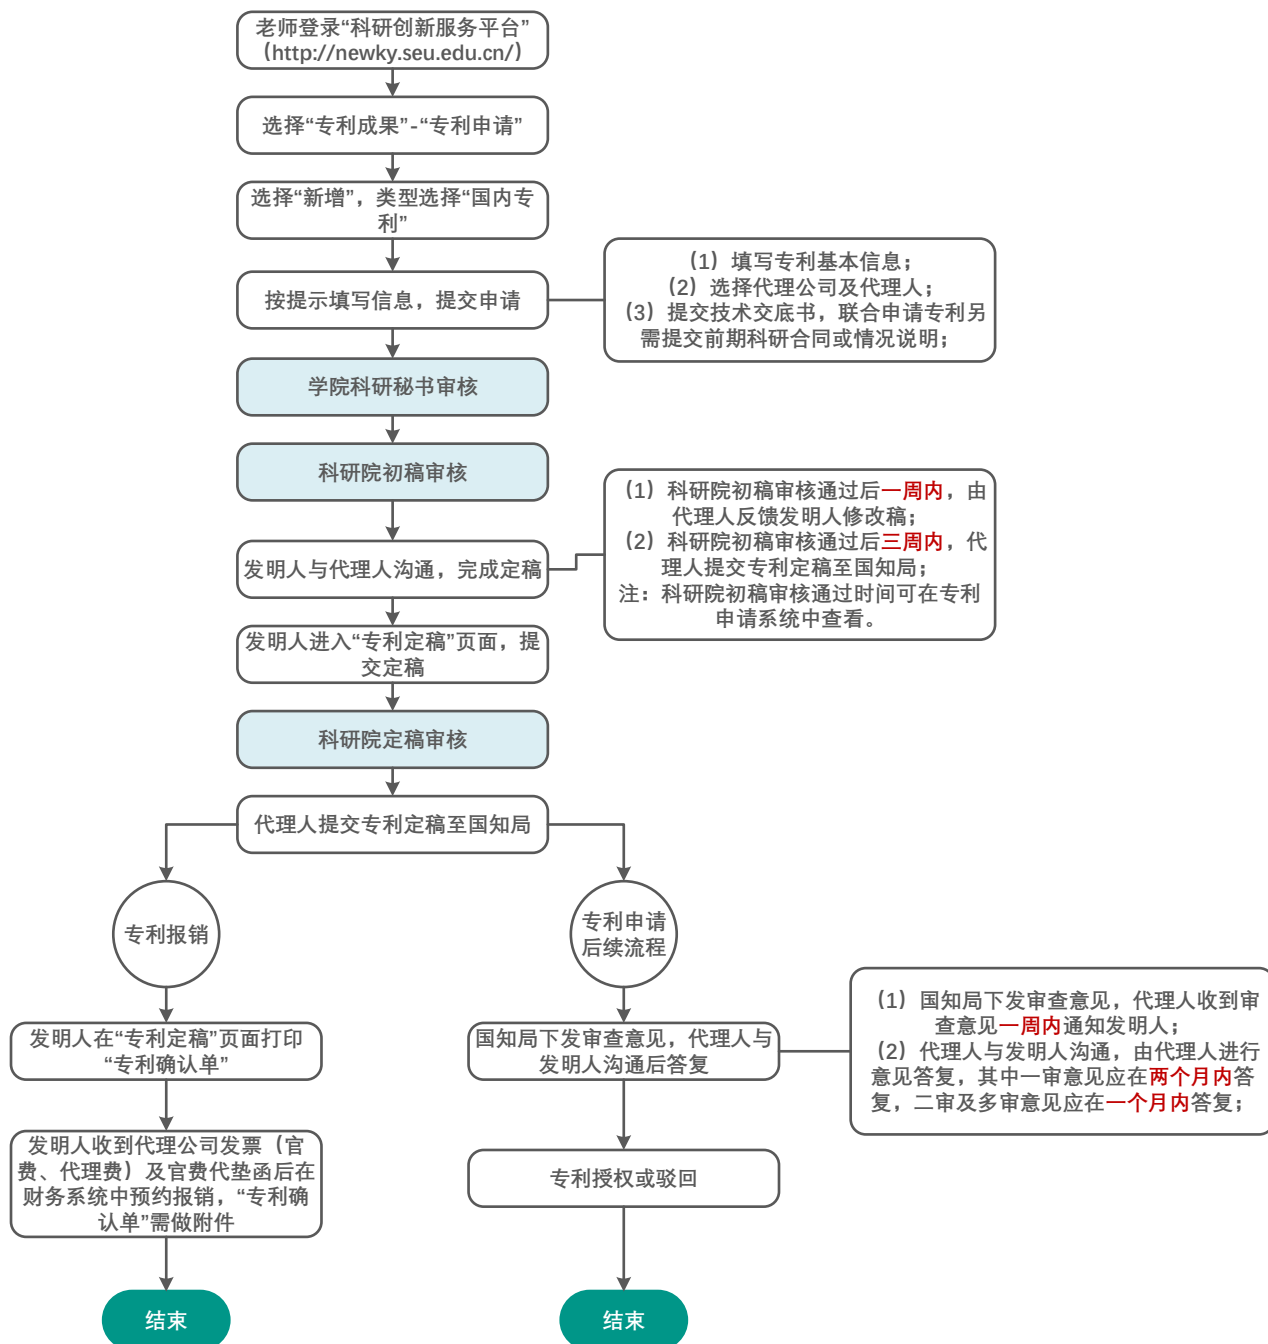 老师登录“科研创新服务平台”
（http://newky.seu.edu.cn/）
选择“专利成果”-“专利申请”
选择“新增”，类型选择“国内专
利”
按提示填写信息，提交申请
（1）填写专利基本信息；
（2）选择代理公司及代理人；
（3）提交技术交底书，联合申请专利另
需提交前期科研合同或情况说明；
学院科研秘书审核
科研院初稿审核
发明人与代理人沟通，完成定稿
（1）科研院初稿审核通过后一周内，由
代理人反馈发明人修改稿；
（2）科研院初稿审核通过后三周内，代
理人提交专利定稿至国知局；
注：科研院初稿审核通过时间可在专利
申请系统中查看。
发明人进入“专利定稿”页面，提
交定稿
科研院定稿审核
代理人提交专利定稿至国知局
专利报销
发明人在“专利定稿”页面打印
“专利确认单”
发明人收到代理公司发票（官
费、代理费）及官费代垫函后在
财务系统中预约报销，“专利确
认单”需做附件
结束
专利申请
后续流程
国知局下发审查意见，代理人与
发明人沟通后答复
（1）国知局下发审查意见，代理人收到审
查意见一周内通知发明人；
（2）代理人与发明人沟通，由代理人进行
意见答复，其中一审意见应在两个月内答
复，二审及多审意见应在一个月内答复；
专利授权或驳回
结束